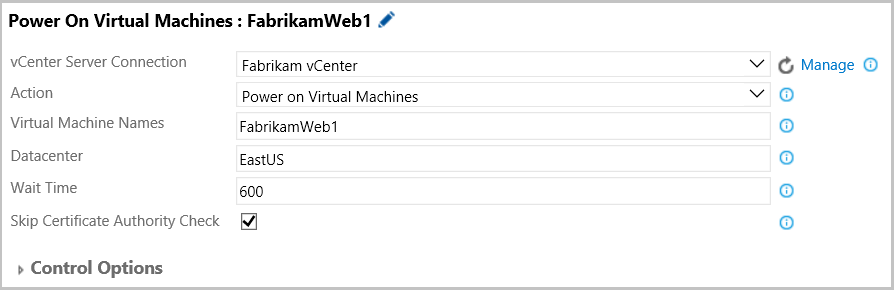 Power On Virtual Machines : FabrikamWeb1
vCenter Server Connection Fabrikam vCenter Manage
Action Power on Virtual Machines
Virtual Machine Names FabrikamWeb1
Datacenter EastUS
Wait Time 600
Skip Certificate Authority Check
Control Options